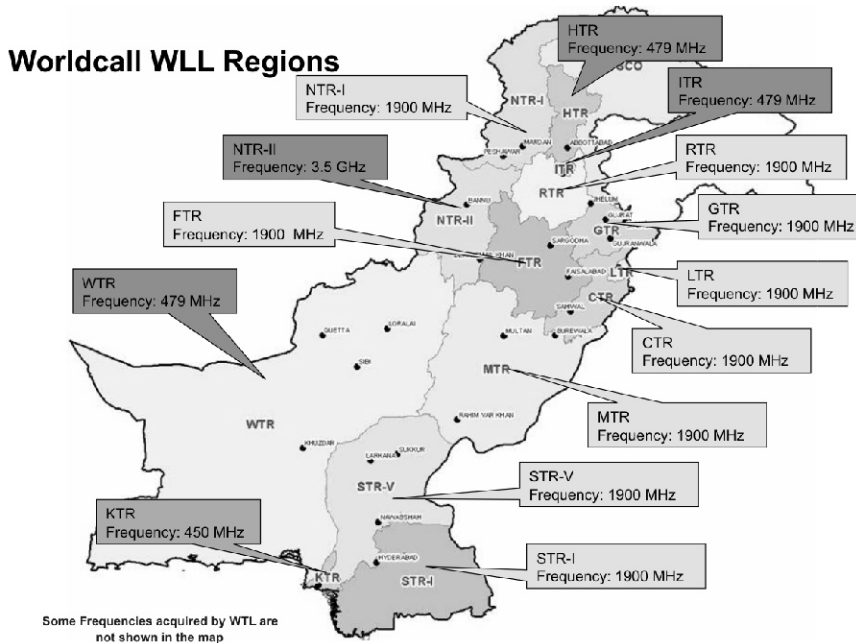 Worldcall WLL Regions
HTR
Frequency: 479 MHz
ITR
Frequency: 479 MHz
NTR-I
Frequency: 1900 MHz
NTR-II
Frequency: 3.5 GHz
RTR
Frequency: 1900 MHz
FTR
Frequency: 1900 MHz
GTR
Frequency: 1900 MHz
WTR
Frequency: 479 MHz
LTR
Frequency: 1900 MHz
CTR
Frequency: 1900 MHz
MTR
Frequency: 1900 MHz
STR-V
Frequency: 1900 MHz
KTR
Frequency: 450 MHz
STR-I
Frequency: 1900 MHz
NTR-I
HTR
MARDAN
PESHAWAR
ABBOTTABAD
ITR
RTR
BANNU
JHELUM
NTR-II
GUJRAT
GTR
GUJRANWALA
SARGODHA
KHAN
FTR
FAISALABAD
LTR
CTR
SAHIWAL
QUETTA
LORALAI
MULTAN
BUREWALA
SIBI
MTR
RAHIM YAR KHAN
WTR
KHUZDAR
SUKKUR
LARKANA
STR-V
NAWABSHAH
HYDERABAD
KTR
STR-I
Some Frequencies acquired by WTL are
not shown in the map